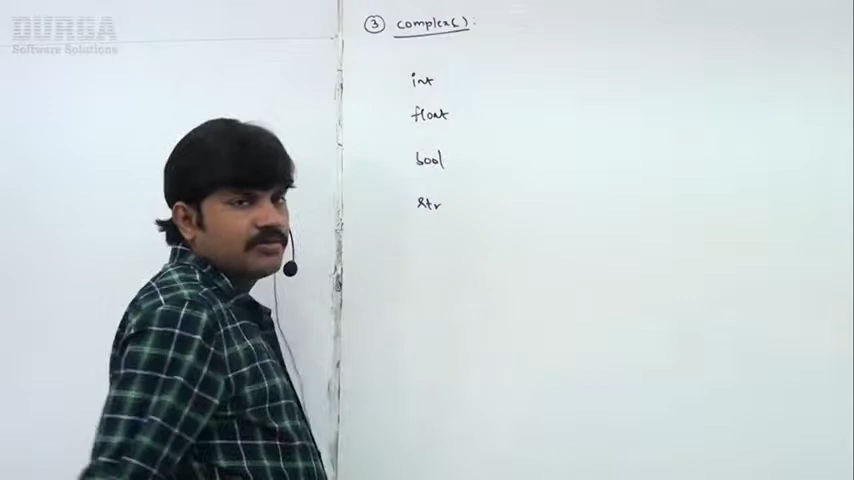 DURGA
Software Solutions
③ complex( ):
int
float
bool
str